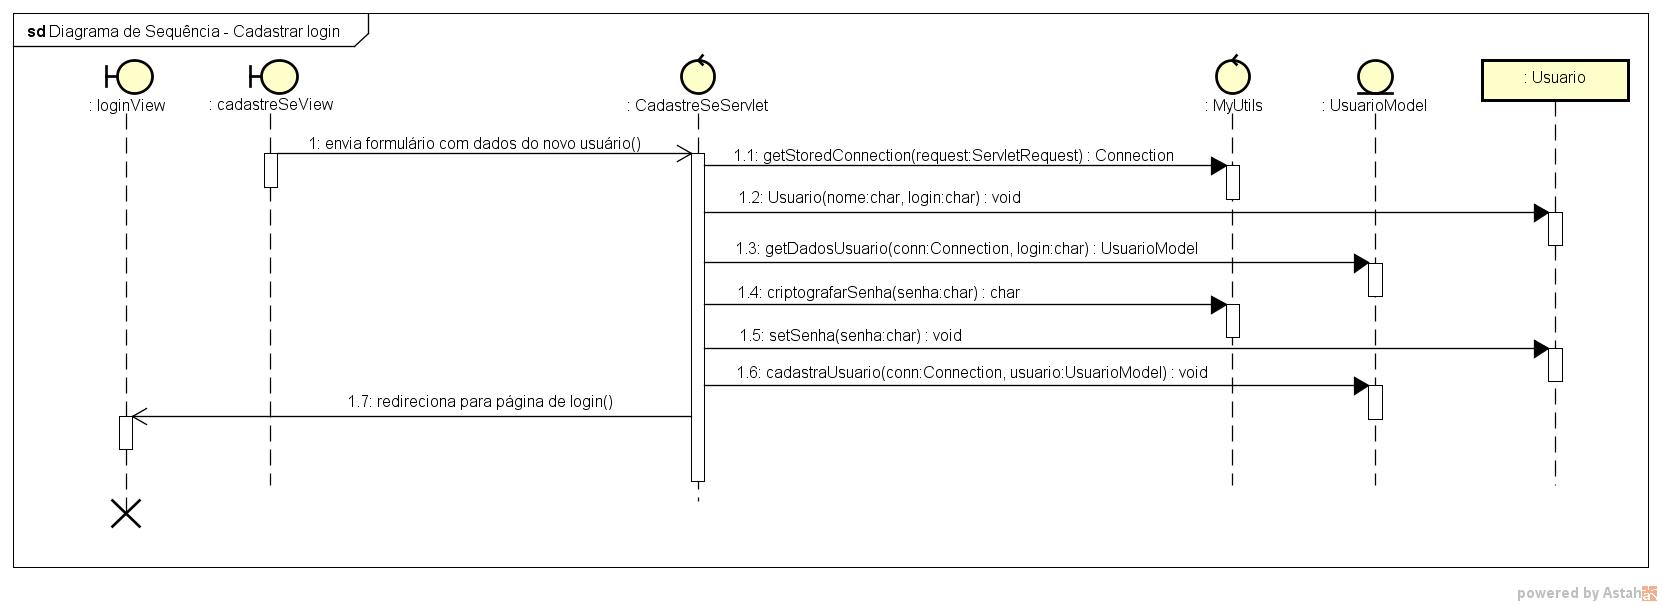 sd Diagrama de Sequência - Cadastrar login
: loginView
: cadastreSeView
: CadastreSeServlet
: MyUtils
: UsuarioModel
: Usuario
1: envia formulário com dados do novo usuário()
1.1: getStoredConnection(request:ServletRequest) : Connection
1.2: Usuario(nome:char, login:char) : void
1.3: getDadosUsuario(conn:Connection, login:char) : UsuarioModel
1.4: criptografarSenha(senha:char) : char
1.5: setSenha(senha:char) : void
1.6: cadastraUsuario(conn:Connection, usuario:UsuarioModel) : void
1.7: redireciona para página de login()
powered by Astah